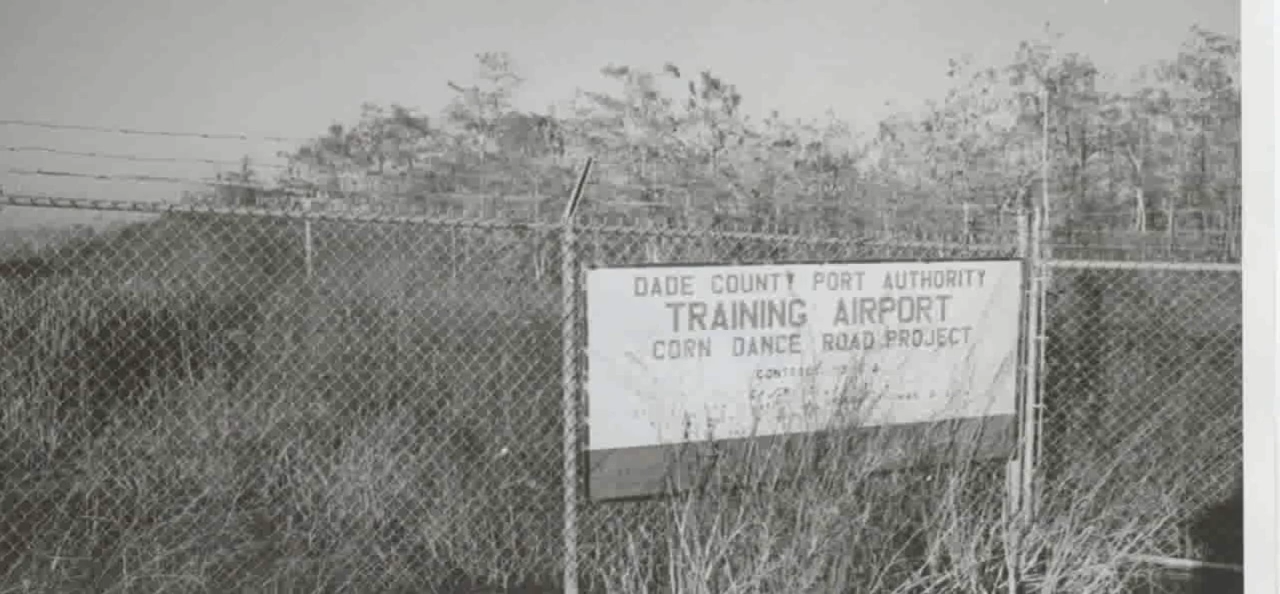 DADE COUNTY PORT AUTHORITY
TRAINING AIRPORT
CORN DANCE ROAD PROJECT